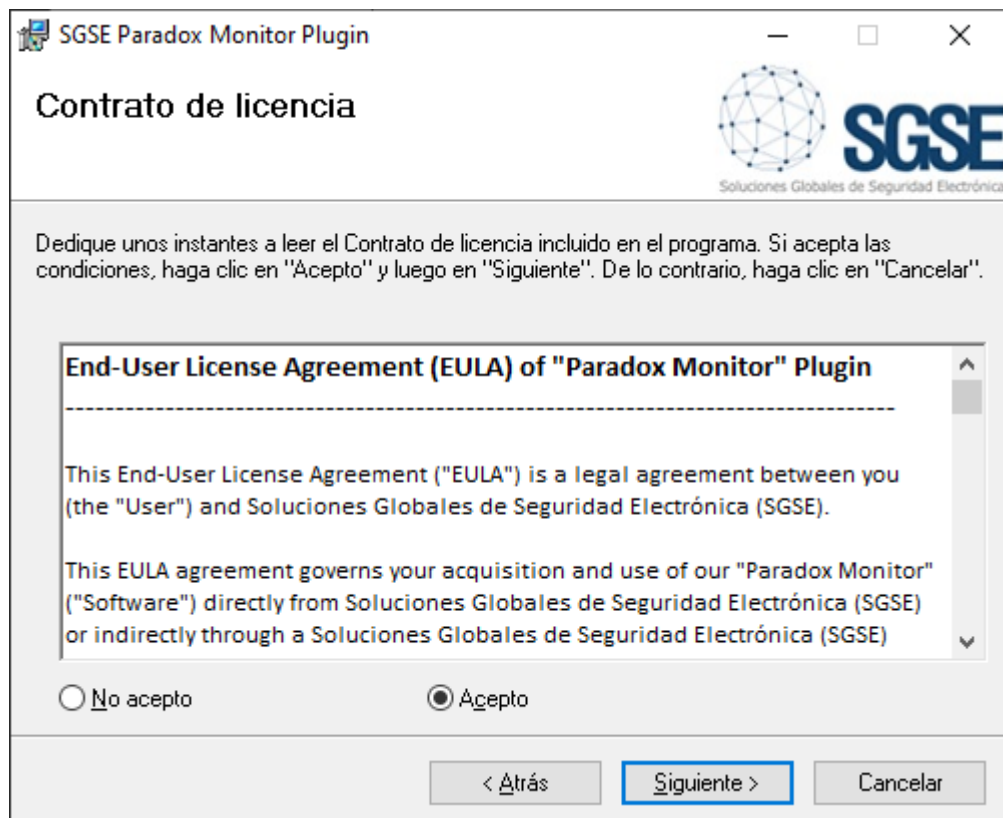 SGSE Paradox Monitor Plugin
Contrato de licencia
SGSE
Soluciones Globales de Seguridad Electrónica
Dedique unos instantes a leer el Contrato de licencia incluido en el programa. Si acepta las
condiciones, haga clic en "Acepto" y luego en "Siguiente". De lo contrario, haga clic en "Cancelar".
End-User License Agreement (EULA) of "Paradox Monitor" Plugin
-----------------------------------------------------------------------------------
This End-User License Agreement ("EULA") is a legal agreement between you
(the "User") and Soluciones Globales de Seguridad Electrónica (SGSE).
This EULA agreement governs your acquisition and use of our "Paradox Monitor"
("Software") directly from Soluciones Globales de Seguridad Electrónica (SGSE)
or indirectly through a Soluciones Globales de Seguridad Electrónica (SGSE)
No acepto
Acepto
< Atrás
Siguiente >
Cancelar